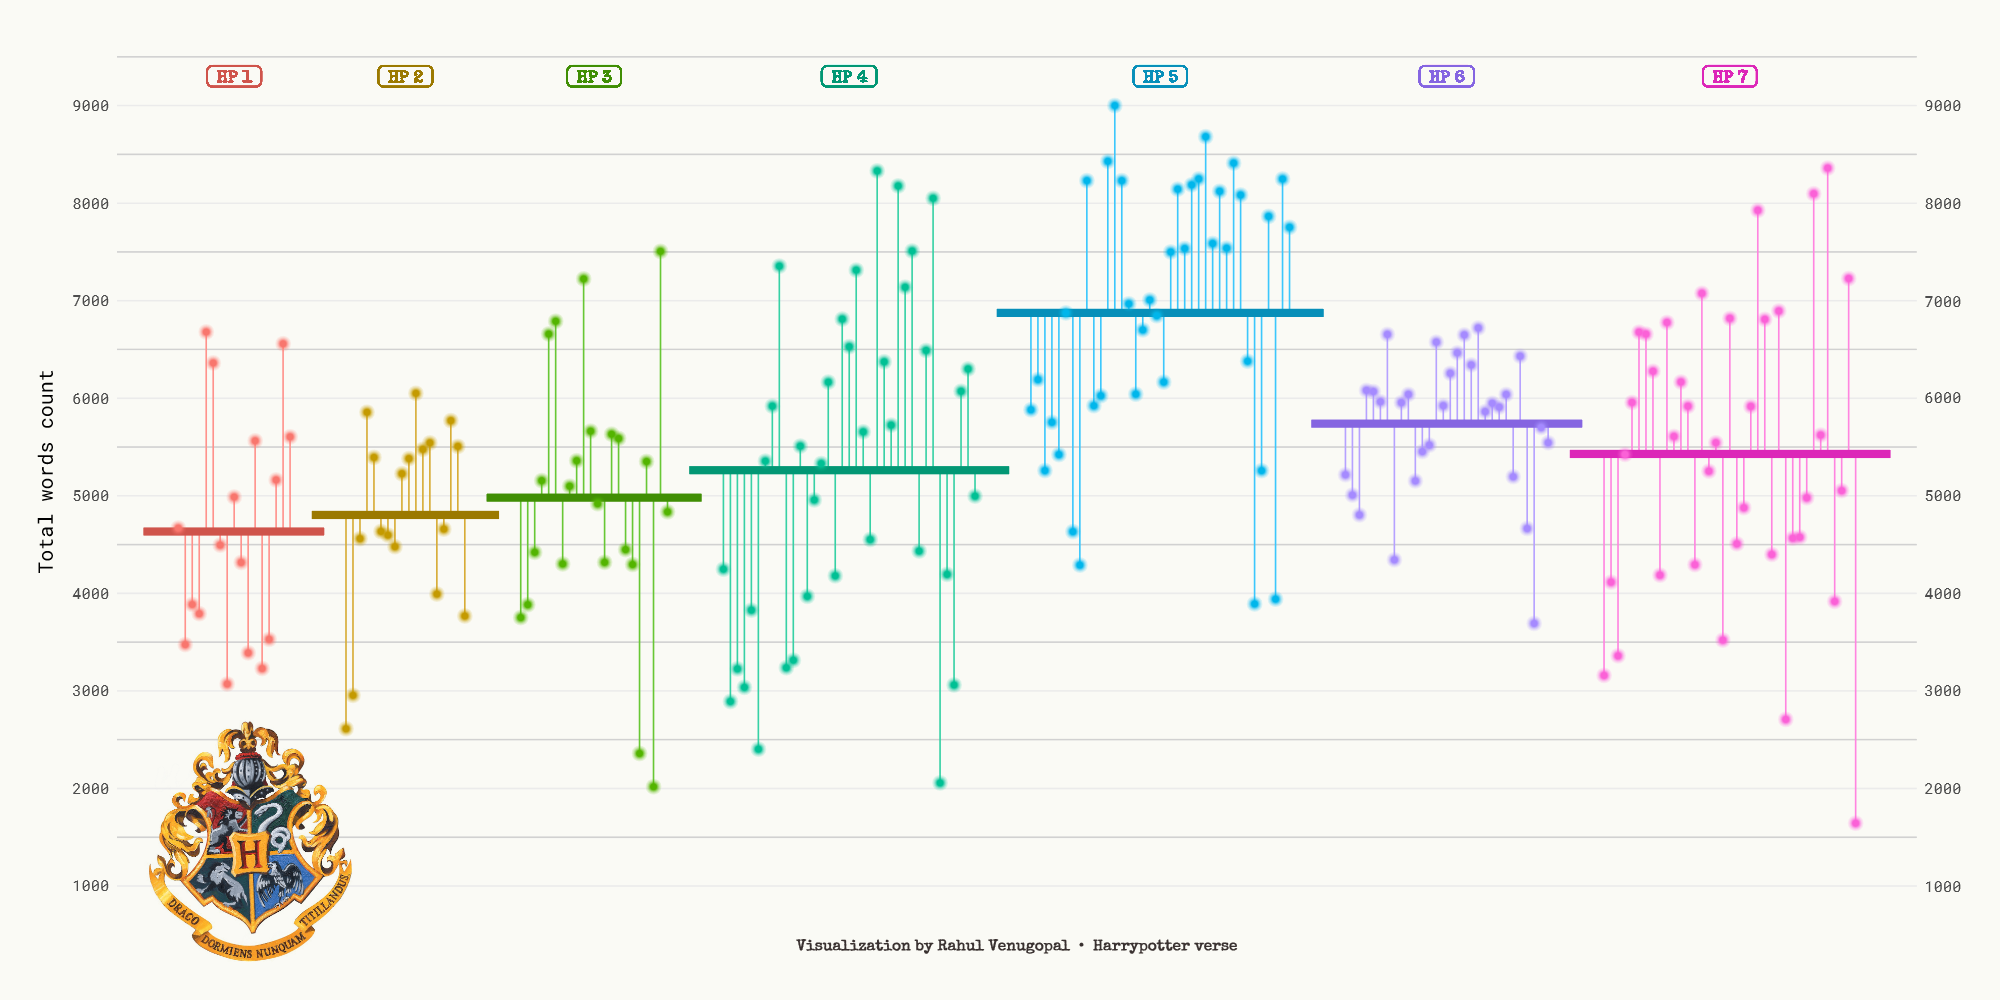 HP 1 HP 2 HP 3 HP 4 HP 5 HP 6 HP 7
9000 9000
8000 8000
7000 7000
6000 6000
5000 5000
4000 4000
3000 3000
2000 2000
1000 1000
Total words count
H
DRACO DORMIENS NUNQUAM TITILLANDUS
Visualization by Rahul Venugopal • Harrypotter verse